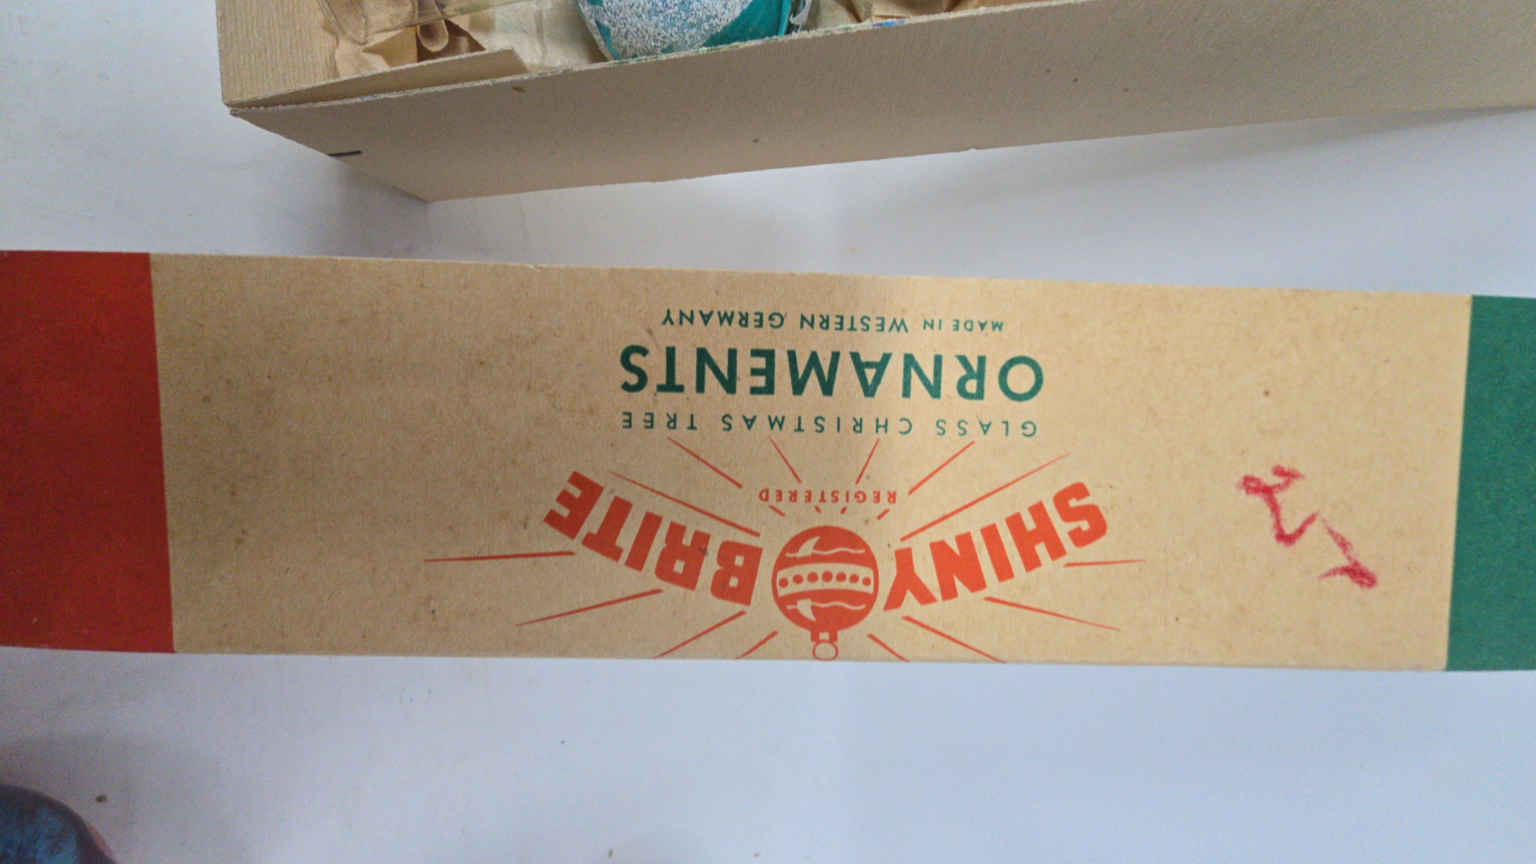 SHINY BRITE
REGISTERED
GLASS CHRISTMAS TREE
ORNAMENTS
MADE IN WESTERN GERMANY